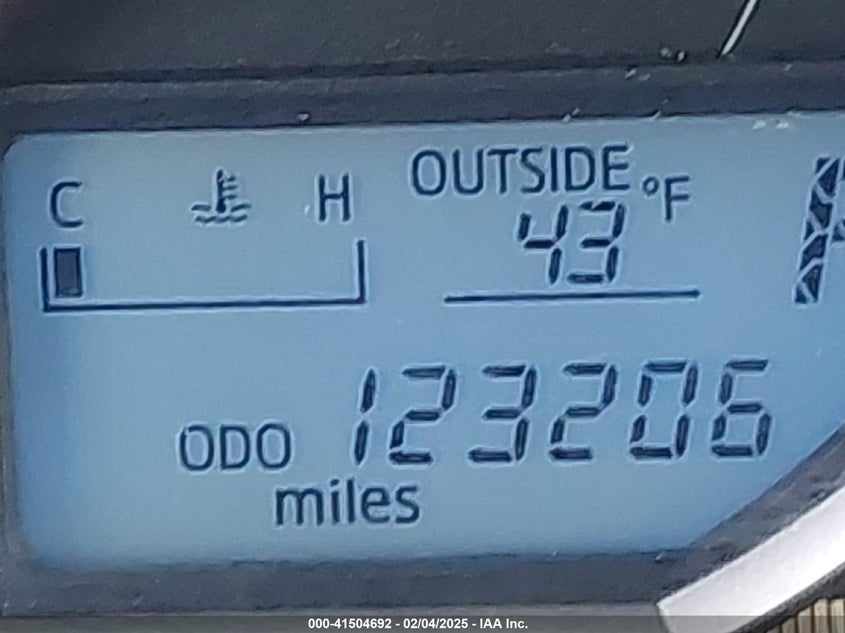 C H
OUTSIDE °F
43
ODO 123206
miles
000-41504692 - 02/04/2025 - IAA Inc.